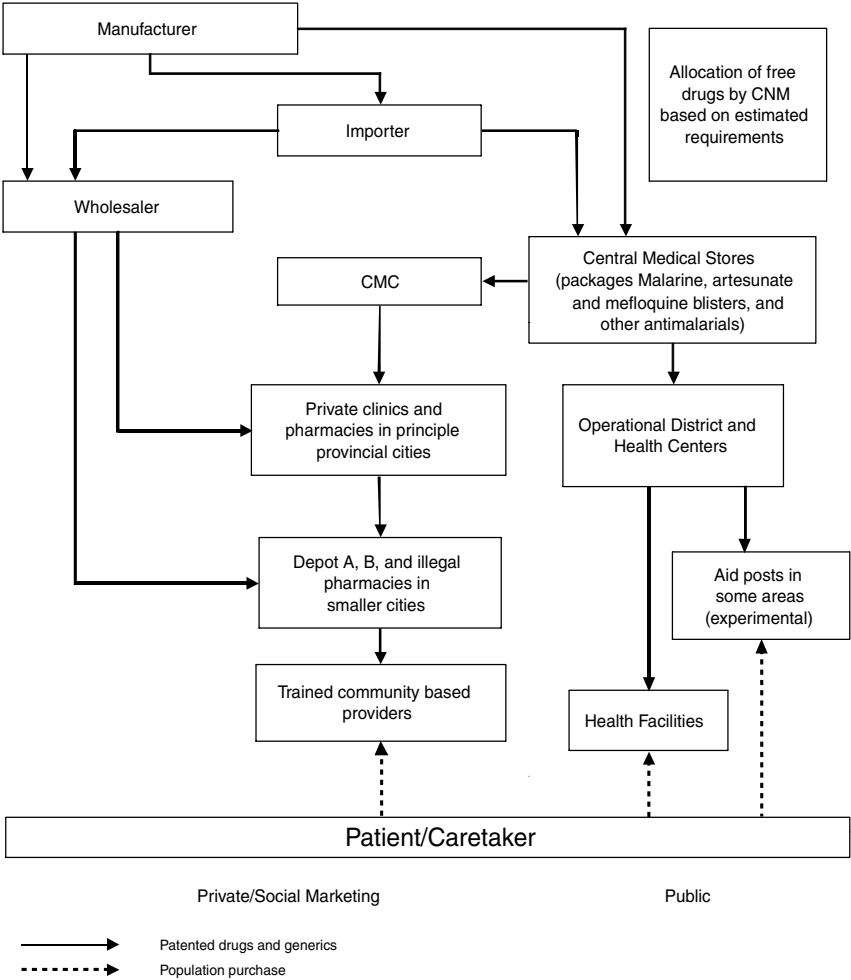 Manufacturer
Allocation of free
drugs by CNM
based on estimated
requirements
Importer
Wholesaler
Central Medical Stores
(packages Malarine, artesunate
and mefloquine blisters, and
other antimalarials)
CMC
Private clinics and
pharmacies in principle
provincial cities
Operational District and
Health Centers
Depot A, B, and illegal
pharmacies in
smaller cities
Aid posts in
some areas
(experimental)
Trained community based
providers
Health Facilities
Patient/Caretaker
Private/Social Marketing
Public
Patented drugs and generics
Population purchase